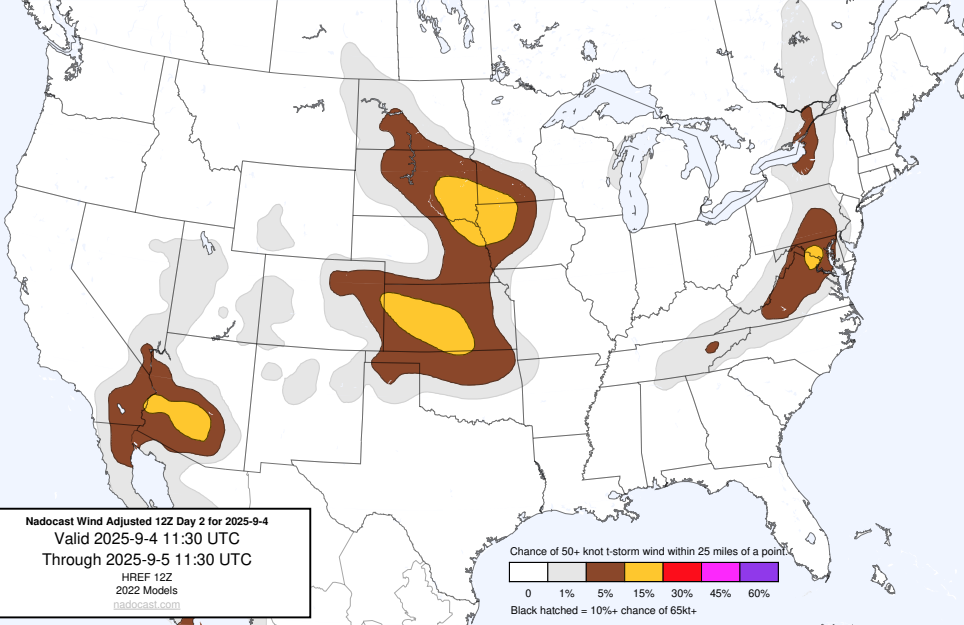 Nadocast Wind Adjusted 12Z Day 2 for 2025-9-4
Valid 2025-9-4 11:30 UTC
Through 2025-9-5 11:30 UTC
HREF 12Z
2022 Models
nadocast.com
Chance of 50+ knot t-storm wind within 25 miles of a point.
0 1% 5% 15% 30% 45% 60%
Black hatched = 10%+ chance of 65kt+